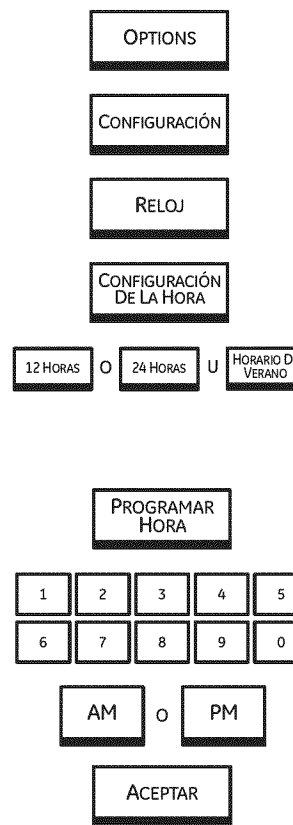 OPTIONS
CONFIGURACIÓN
RELOJ
CONFIGURACIÓN
DE LA HORA
12 HORAS O 24 HORAS U HORARIO D
VERANO
PROGRAMAR
HORA
1 2 3 4 5
6 7 8 9 0
AM O PM
ACEPTAR